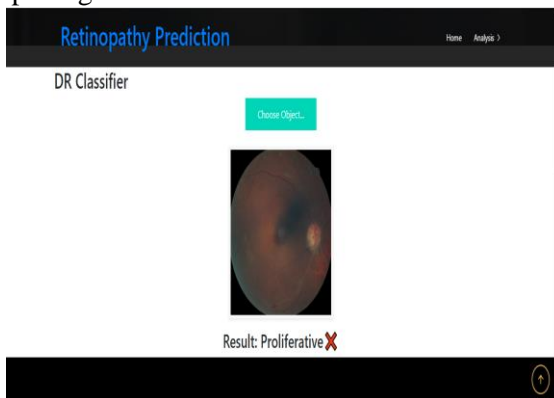 Retinopathy Prediction
Home Analysis >
DR Classifier
Choose Object...
Result: Proliferative ❌